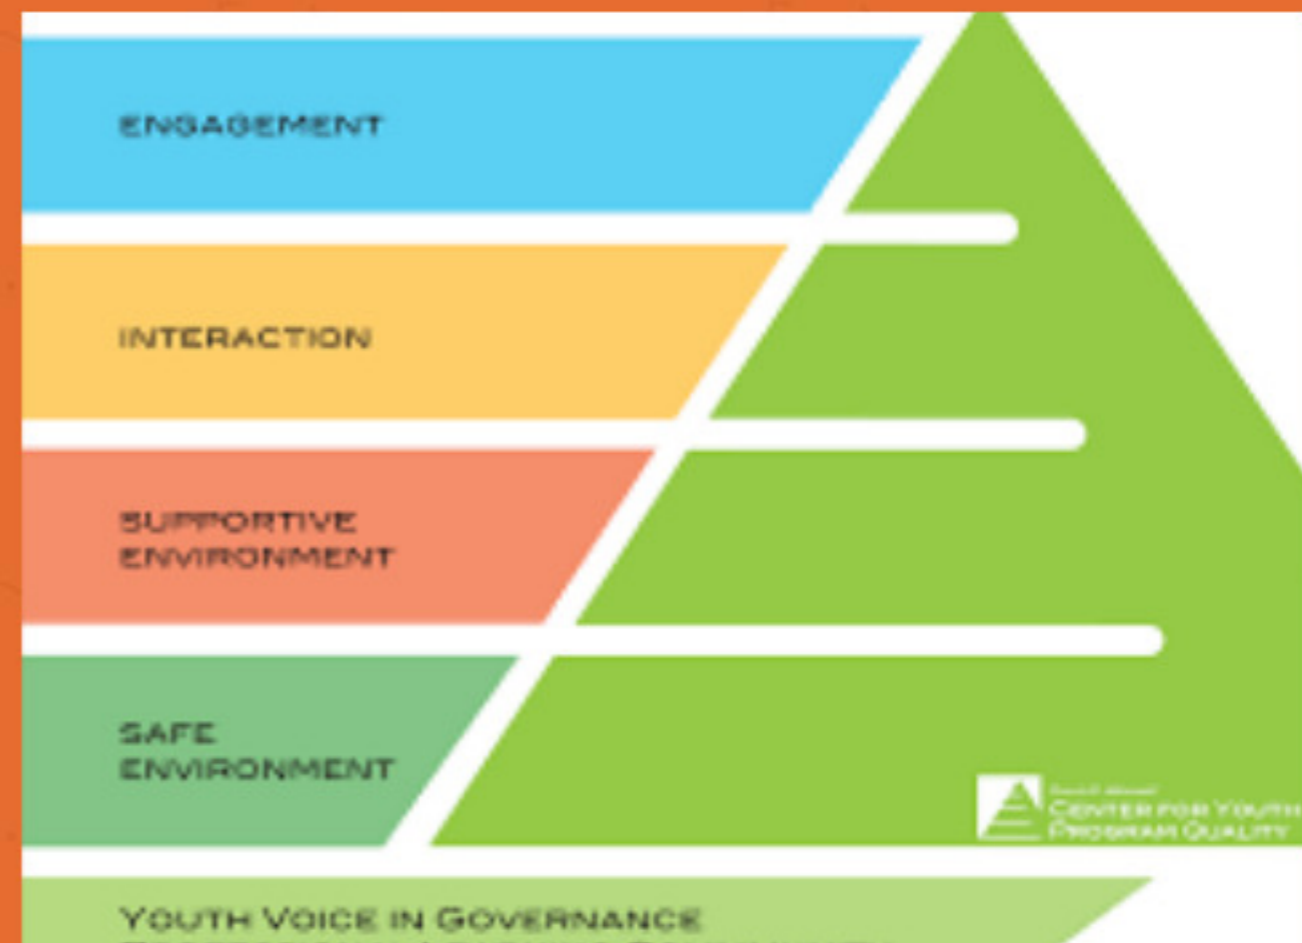 ENGAGEMENT
INTERACTION
SUPPORTIVE
ENVIRONMENT
SAFE
ENVIRONMENT
CENTER FOR YOUTH
PROGRAM QUALITY
YOUTH VOICE IN GOVERNANCE